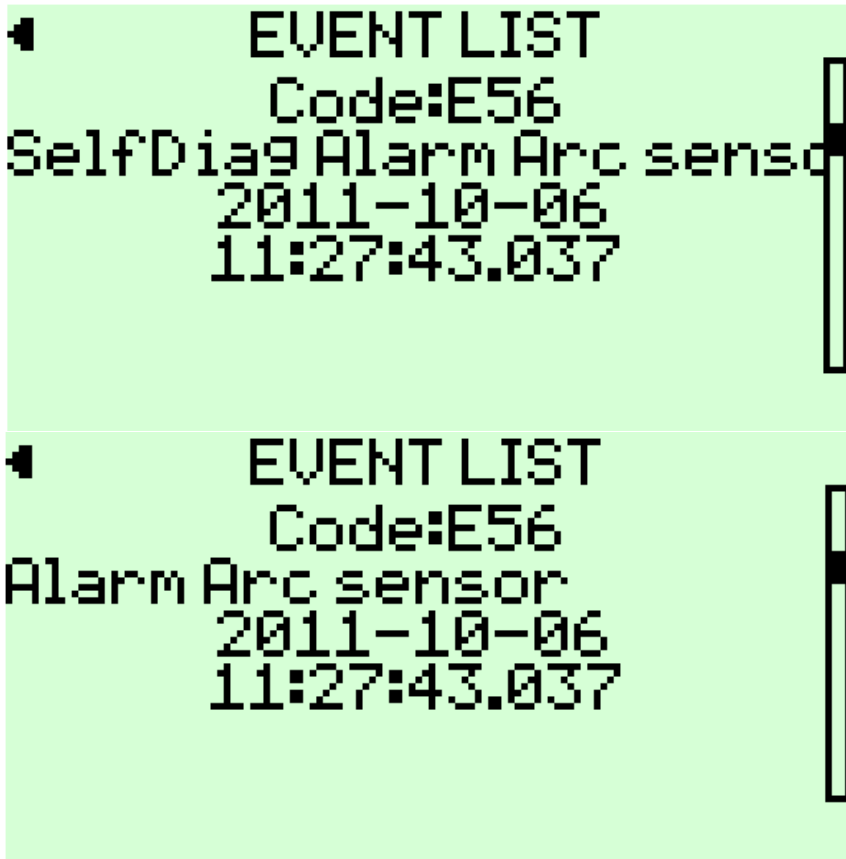 EVENT LIST
Code:E56
SelfDiag Alarm Arc senso
2011-10-06
11:27:43.037
EVENT LIST
Code:E56
Alarm Arc sensor
2011-10-06
11:27:43.037